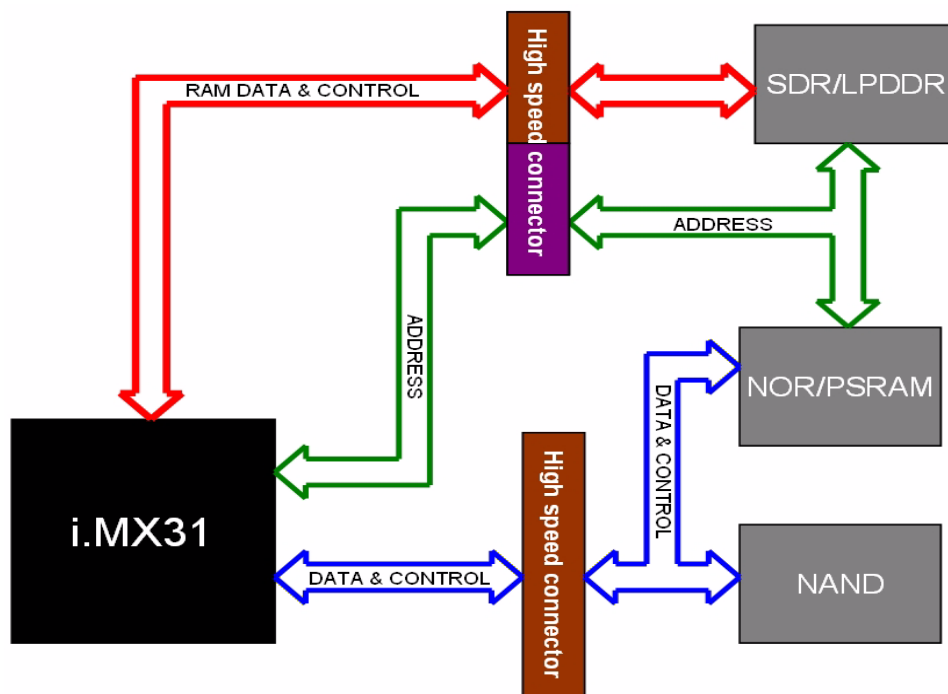 RAM DATA & CONTROL
High speed connector
SDR/LPDDR
ADDRESS
ADDRESS
NOR/PSRAM
DATA & CONTROL
High speed connector
i.MX31
DATA & CONTROL
NAND